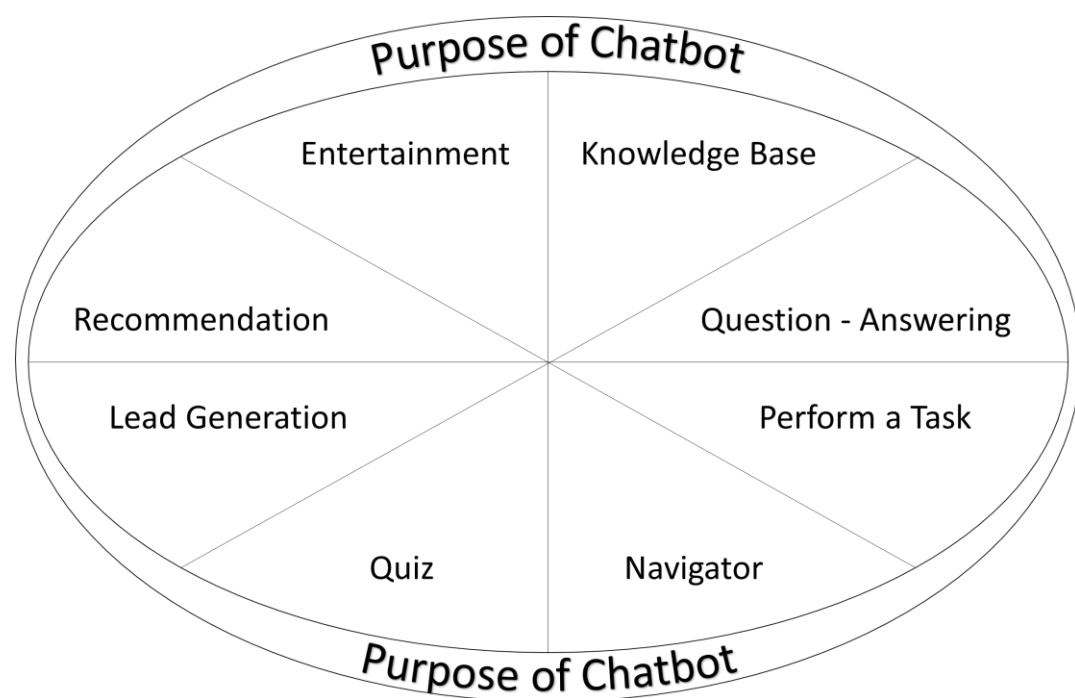 Purpose of Chatbot
Entertainment
Knowledge Base
Recommendation
Question - Answering
Lead Generation
Perform a Task
Quiz
Navigator
Purpose of Chatbot